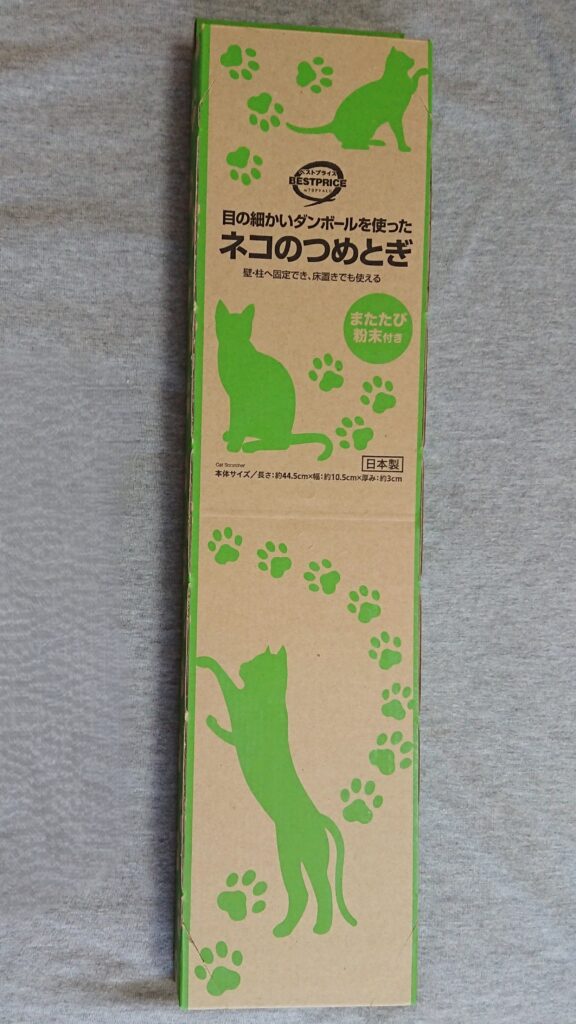 ベストプライス
BESTPRICE
by TOPVALU
目の細かいダンボールを使った
ネコのつめとぎ
壁・柱へ固定でき、床置きでも使える
またたび
粉末付き
日本製
Cat Scratcher
本体サイズ/長さ:約44.5cm×幅:約10.5cm×厚み:約3cm